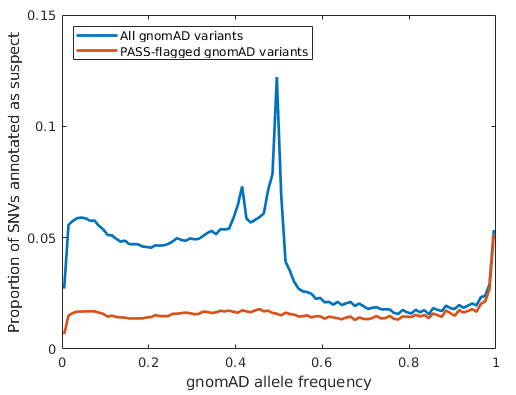 0.15
All gnomAD variants
PASS-flagged gnomAD variants
0.1
0.05
0
0
0.2
0.4
0.6
0.8
1
Proportion of SNVs annotated as suspect
gnomAD allele frequency